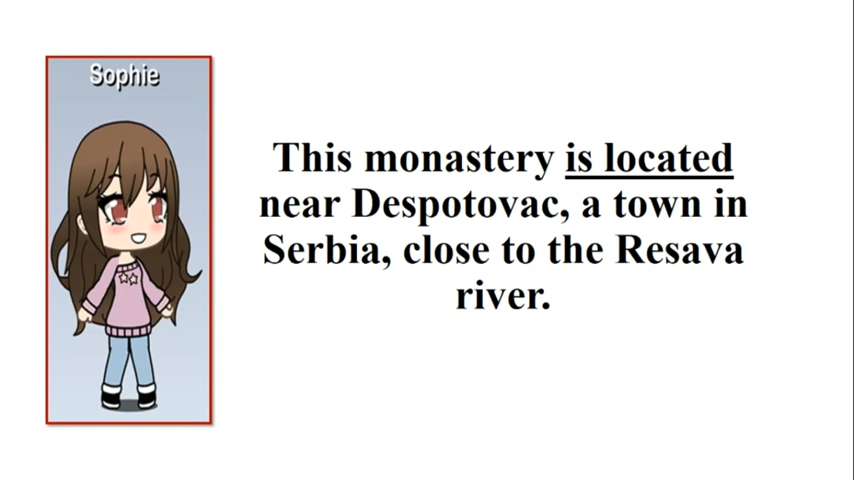 Sophie
This monastery is located
near Despotovac, a town in
Serbia, close to the Resava
river.